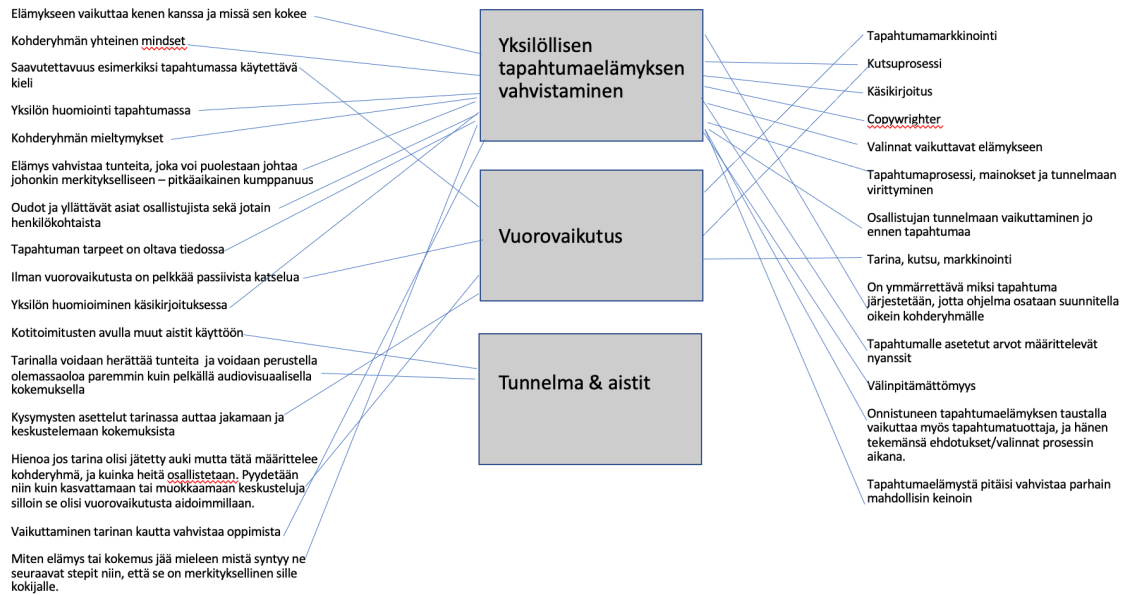 Elämykseen vaikuttaa kenen kanssa ja missä sen kokee
Kohderyhmän yhteinen mindset
Saavutettavuus esimerkiksi tapahtumassa käytettävä
kieli
Yksilön huomiointi tapahtumassa
Kohderyhmän mieltymykset
Elämys vahvistaa tunteita, joka voi puolestaan johtaa
johonkin merkitykselliseen – pitkäaikainen kumppanuus
Oudot ja yllättävät asiat osallistujista sekä jotain
henkilökohtaista
Tapahtuman tarpeet on oltava tiedossa
Ilman vuorovaikutusta on pelkkää passiivista katselua
Yksilön huomioiminen käsikirjoituksessa
Kotitoimitusten avulla muut aistit käyttöön
Tarinalla voidaan herättää tunteita ja voidaan perustella
olemassaoloa paremmin kuin pelkällä audiovisuaalisella
kokemuksella
Kysymysten asettelut tarinassa auttaa jakamaan ja
keskustelemaan kokemuksista
Hienoa jos tarina olisi jätetty auki mutta tätä määrittelee
kohderyhmä, ja kuinka heitä osallistetaan. Pyydetään
niin kuin kasvattamaan tai muokkaamaan keskusteluja
silloin se olisi vuorovaikutusta aidoimmillaan.
Vaikuttaminen tarinan kautta vahvistaa oppimista
Miten elämys tai kokemus jää mieleen mistä syntyy ne
seuraavat stepit niin, että se on merkityksellinen sille
kokijalle.
Yksilöllisen
tapahtumaelämyksen
vahvistaminen
Vuorovaikutus
Tunnelma & aistit
Tapahtumamarkkinointi
Kutsuprosessi
Käsikirjoitus
Copywrighter
Valinnat vaikuttavat elämykseen
Tapahtumaprosessi, mainokset ja tunnelmaan
virittyminen
Osallistujan tunnelmaan vaikuttaminen jo
ennen tapahtumaa
Tarina, kutsu, markkinointi
On ymmärrettävä miksi tapahtuma
järjestetään, jotta ohjelma osataan suunnitella
oikein kohderyhmälle
Tapahtumalle asetetut arvot määrittelevät
nyanssit
Välinpitämättömyys
Onnistuneen tapahtumaelämyksen taustalla
vaikuttaa myös tapahtumatuottaja, ja hänen
tekemänsä ehdotukset/valinnat prosessin
aikana.
Tapahtumaelämystä pitäisi vahvistaa parhain
mahdollisin keinoin